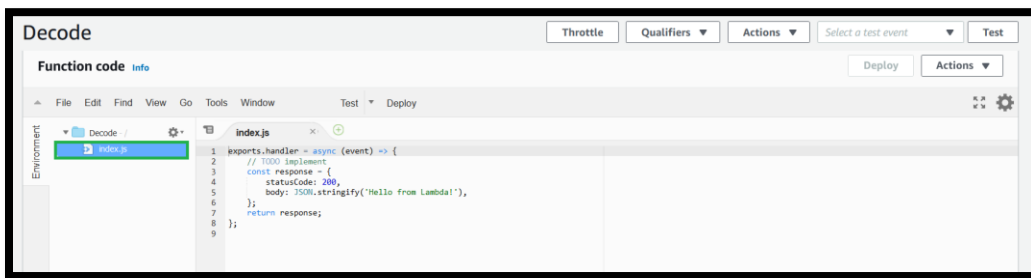 Decode
Throttle
Qualifiers
Actions
Select a test event
Test
Function code Info
Deploy
Actions
File Edit Find View Go Tools Window Test Deploy
Environment
Decode - /
index.js
index.js
1 exports.handler = async (event) => {
2 // TODO implement
3 const response = {
4 statusCode: 200,
5 body: JSON.stringify('Hello from Lambda!'),
6 };
7 return response;
8 };
9